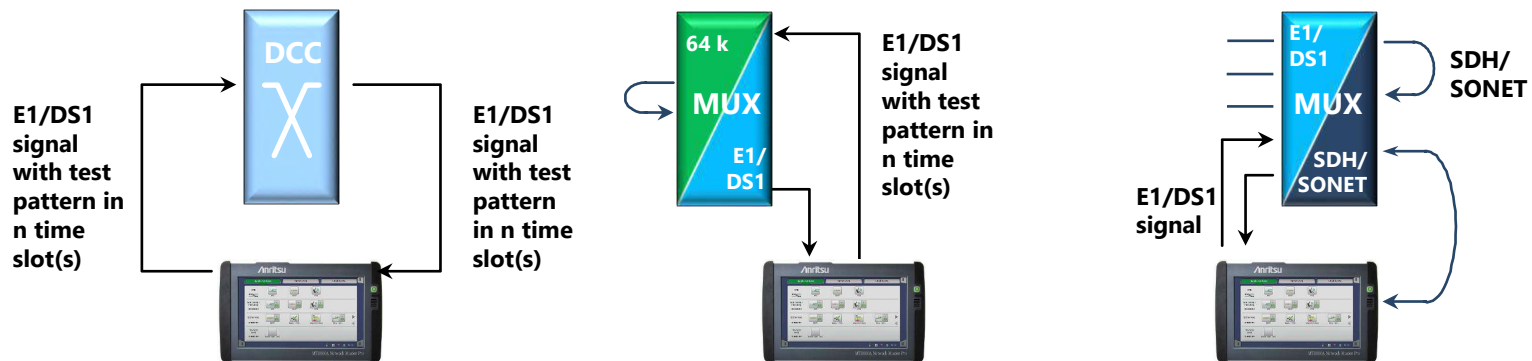 E1/DS1
signal
with test
pattern in
n time
slot(s)
DCC
E1/DS1
signal
with test
pattern
in n time
slot(s)
Anritsu
64 k
MUX
E1/
DS1
E1/DS1
signal
with test
pattern in
n time
slot(s)
Anritsu
E1/
DS1
MUX
SDH/
SONET
SDH/
SONET
E1/DS1
signal
Anritsu